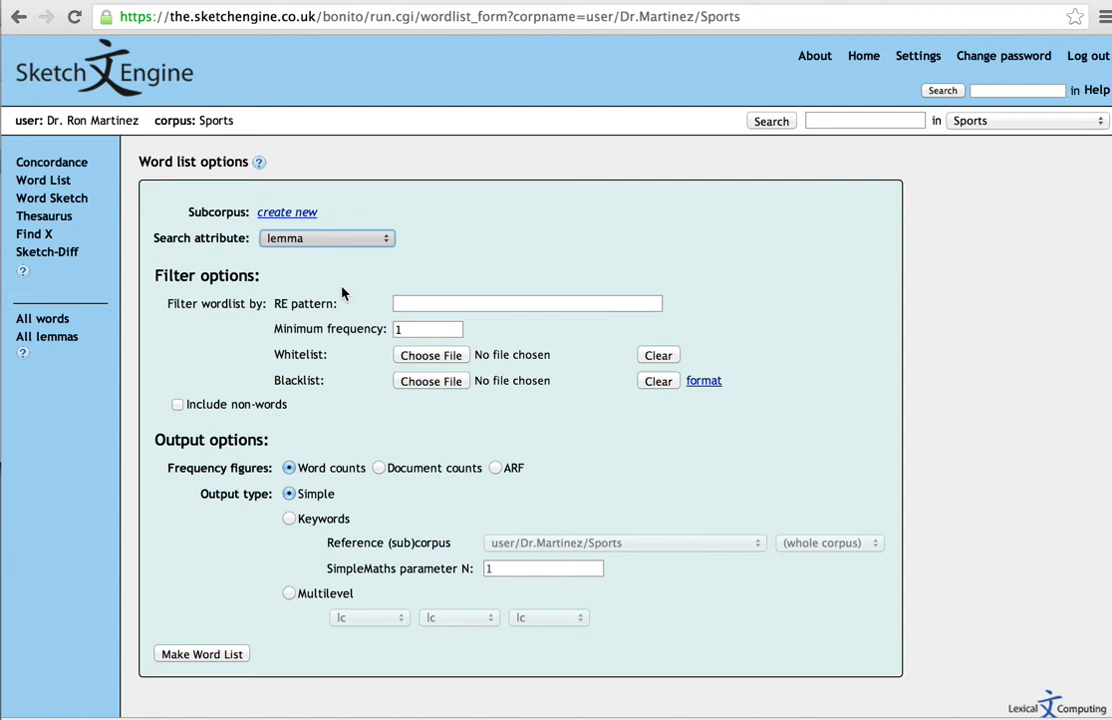 https://the.sketchengine.co.uk/bonito/run.cgi/wordlist_form?corpname=user/Dr.Martinez/Sports
Sketch 文 Engine
About Home Settings Change password Log out
Search in Help
user: Dr. Ron Martinez corpus: Sports Search in Sports
Concordance
Word List
Word Sketch
Thesaurus
Find X
Sketch-Diff
?
All words
All lemmas
?
Word list options ?
Subcorpus: create new
Search attribute: lemma
Filter options:
Filter wordlist by: RE pattern:
Minimum frequency: 1
Whitelist: Choose File No file chosen Clear
Blacklist: Choose File No file chosen Clear format
Include non-words
Output options:
Frequency figures: Word counts Document counts ARF
Output type: Simple
Keywords
Reference (sub)corpus user/Dr.Martinez/Sports (whole corpus)
SimpleMaths parameter N: 1
Multilevel
lc lc lc
Make Word List
Lexical 文 Computing